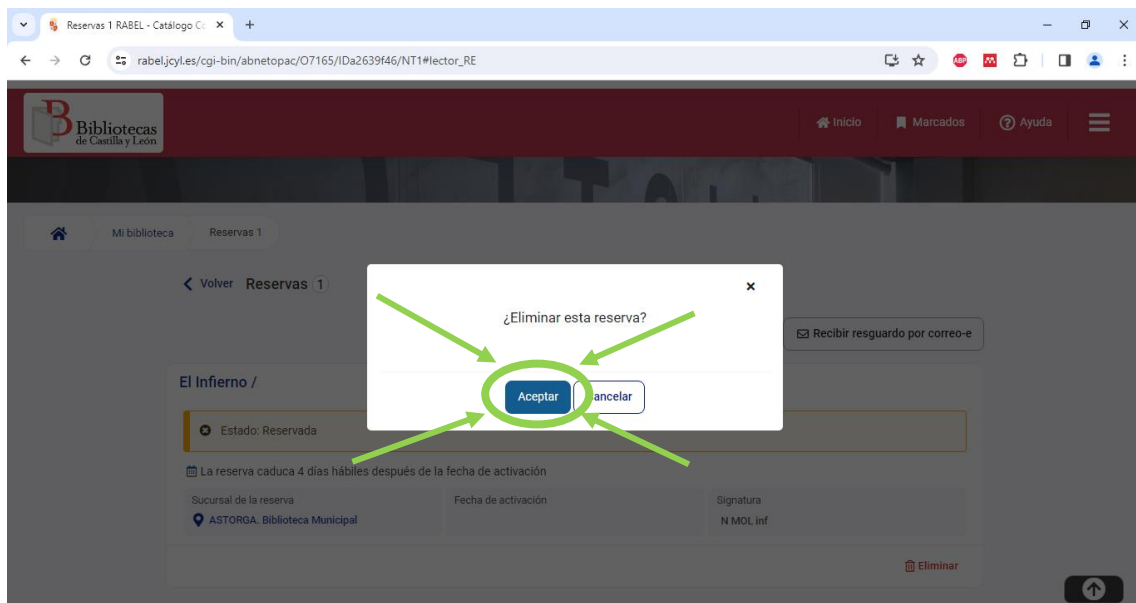 Reservas 1 RABEL - Catálogo Co
rabel.jcyl.es/cgi-bin/abnetopac/O7165/IDa2639f46/NT1#lector_RE
ABP
Bibliotecas
de Castilla y León
Inicio
Marcados
Ayuda
Mi biblioteca
Reservas 1
Volver
Reservas 1
¿Eliminar esta reserva?
Recibir resguardo por correo-e
El Infierno /
Aceptar
Cancelar
Estado: Reservada
La reserva caduca 4 días hábiles después de la fecha de activación
Sucursal de la reserva
Fecha de activación
Signatura
ASTORGA. Biblioteca Municipal
N MOL inf
Eliminar